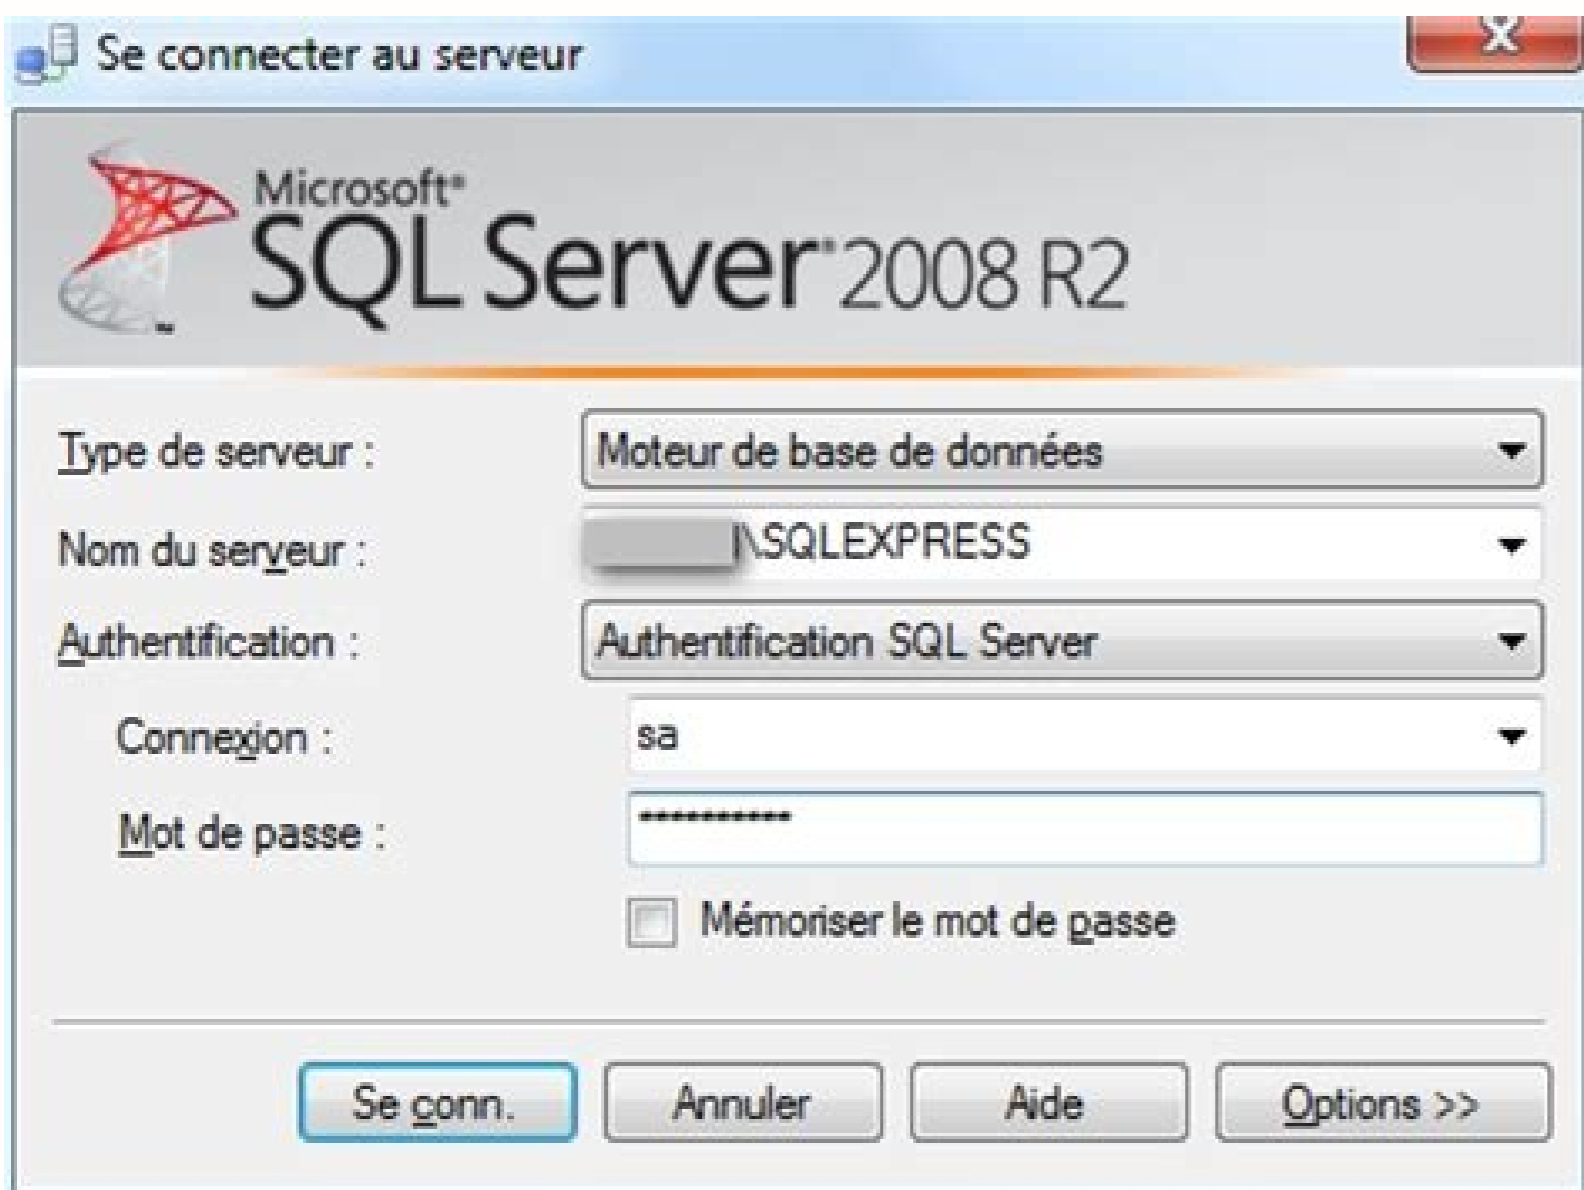 Se connecter au serveur
Microsoft®
SQL Server® 2008 R2
™
Type de serveur : Moteur de base de données
Nom du serveur : \SQLEXPRESS
Authentification : Authentification SQL Server
Connexion : sa
Mot de passe : **********
Mémoriser le mot de passe
Se conn. Annuler Aide Options >>